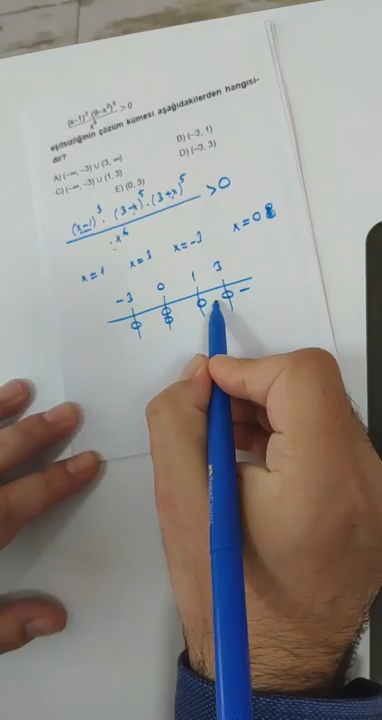 (x-1)³.(9-x²)⁵ / x⁶ > 0
eşitsizliğinin çözüm kümesi aşağıdakilerden hangisi-
dir?
A) (-∞, -3) ∪ (3, ∞) B) (-3, 1)
C) (-∞, -3) ∪ (1, 3) D) (-3, 3)
E) (0, 3)
(x-1)³ · (3-x)⁵ · (3+x)⁵ / x⁶ > 0
x=1 x=3 x=-3 x=0
-3 0 1 3
-